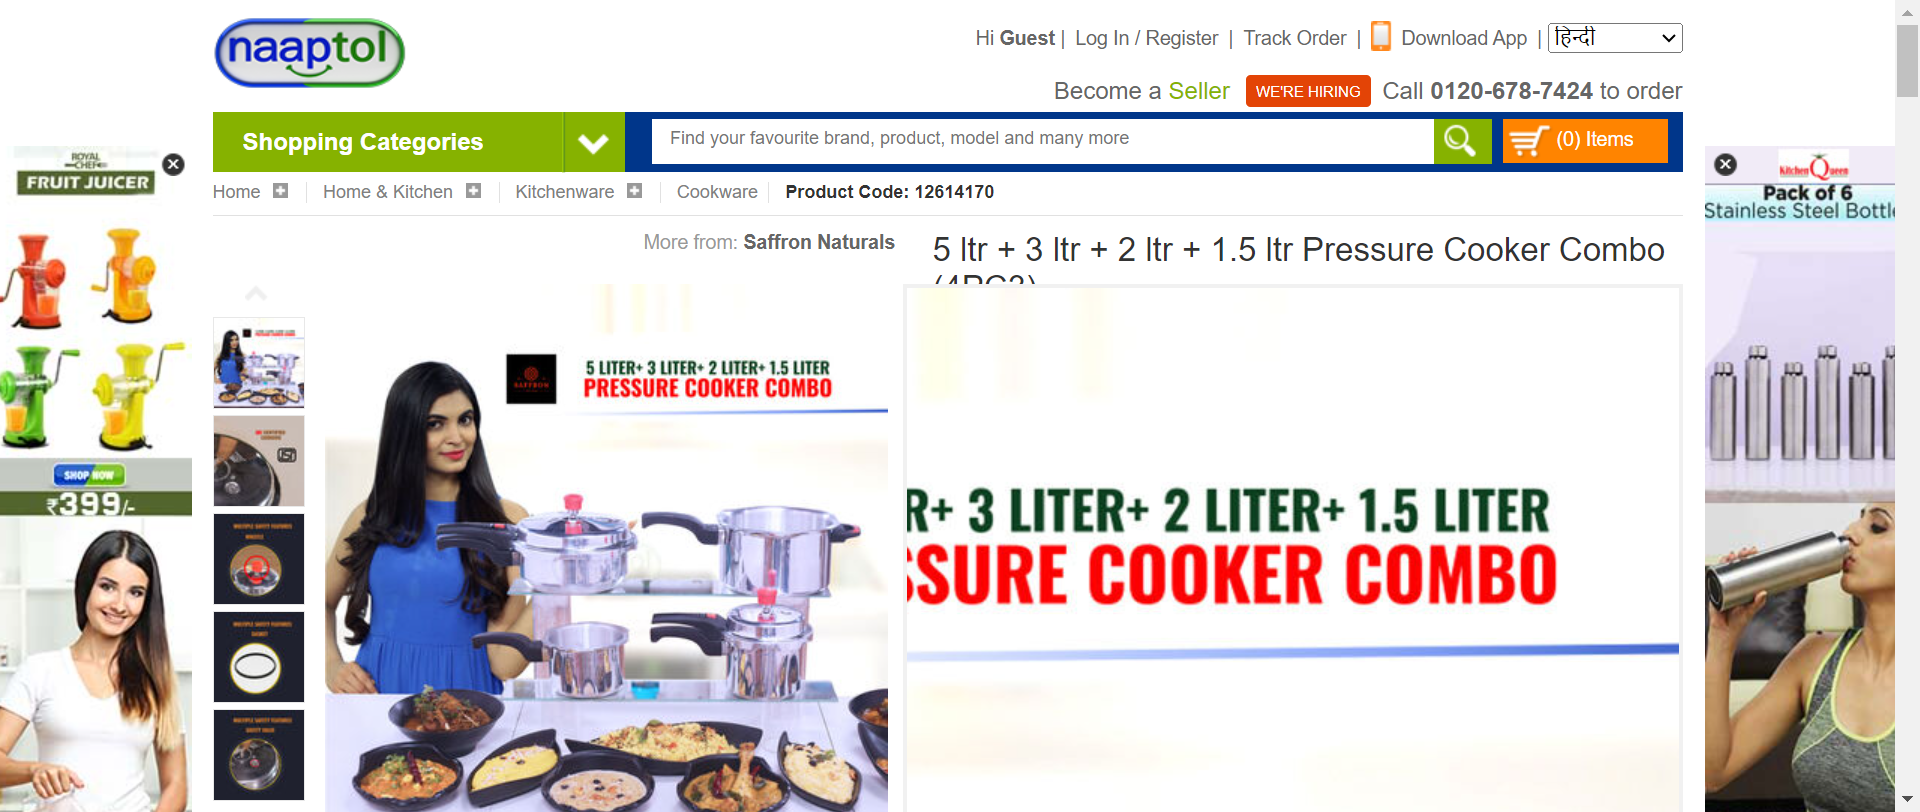 naaptol
Hi Guest | Log In / Register | Track Order | Download App | हिन्दी
Become a Seller WE'RE HIRING Call 0120-678-7424 to order
Shopping Categories
Find your favourite brand, product, model and many more
(0) Items
Home Home & Kitchen Kitchenware Cookware Product Code: 12614170
More from: Saffron Naturals
5 ltr + 3 ltr + 2 ltr + 1.5 ltr Pressure Cooker Combo
ROYAL
CHEF
FRUIT JUICER
SHOP NOW
₹399/-
SAFFRON
5 LITER+ 3 LITER+ 2 LITER+ 1.5 LITER
PRESSURE COOKER COMBO
R+ 3 LITER+ 2 LITER+ 1.5 LITER
SSURE COOKER COMBO
Kitchen Queen
Pack of 6
Stainless Steel Bottle